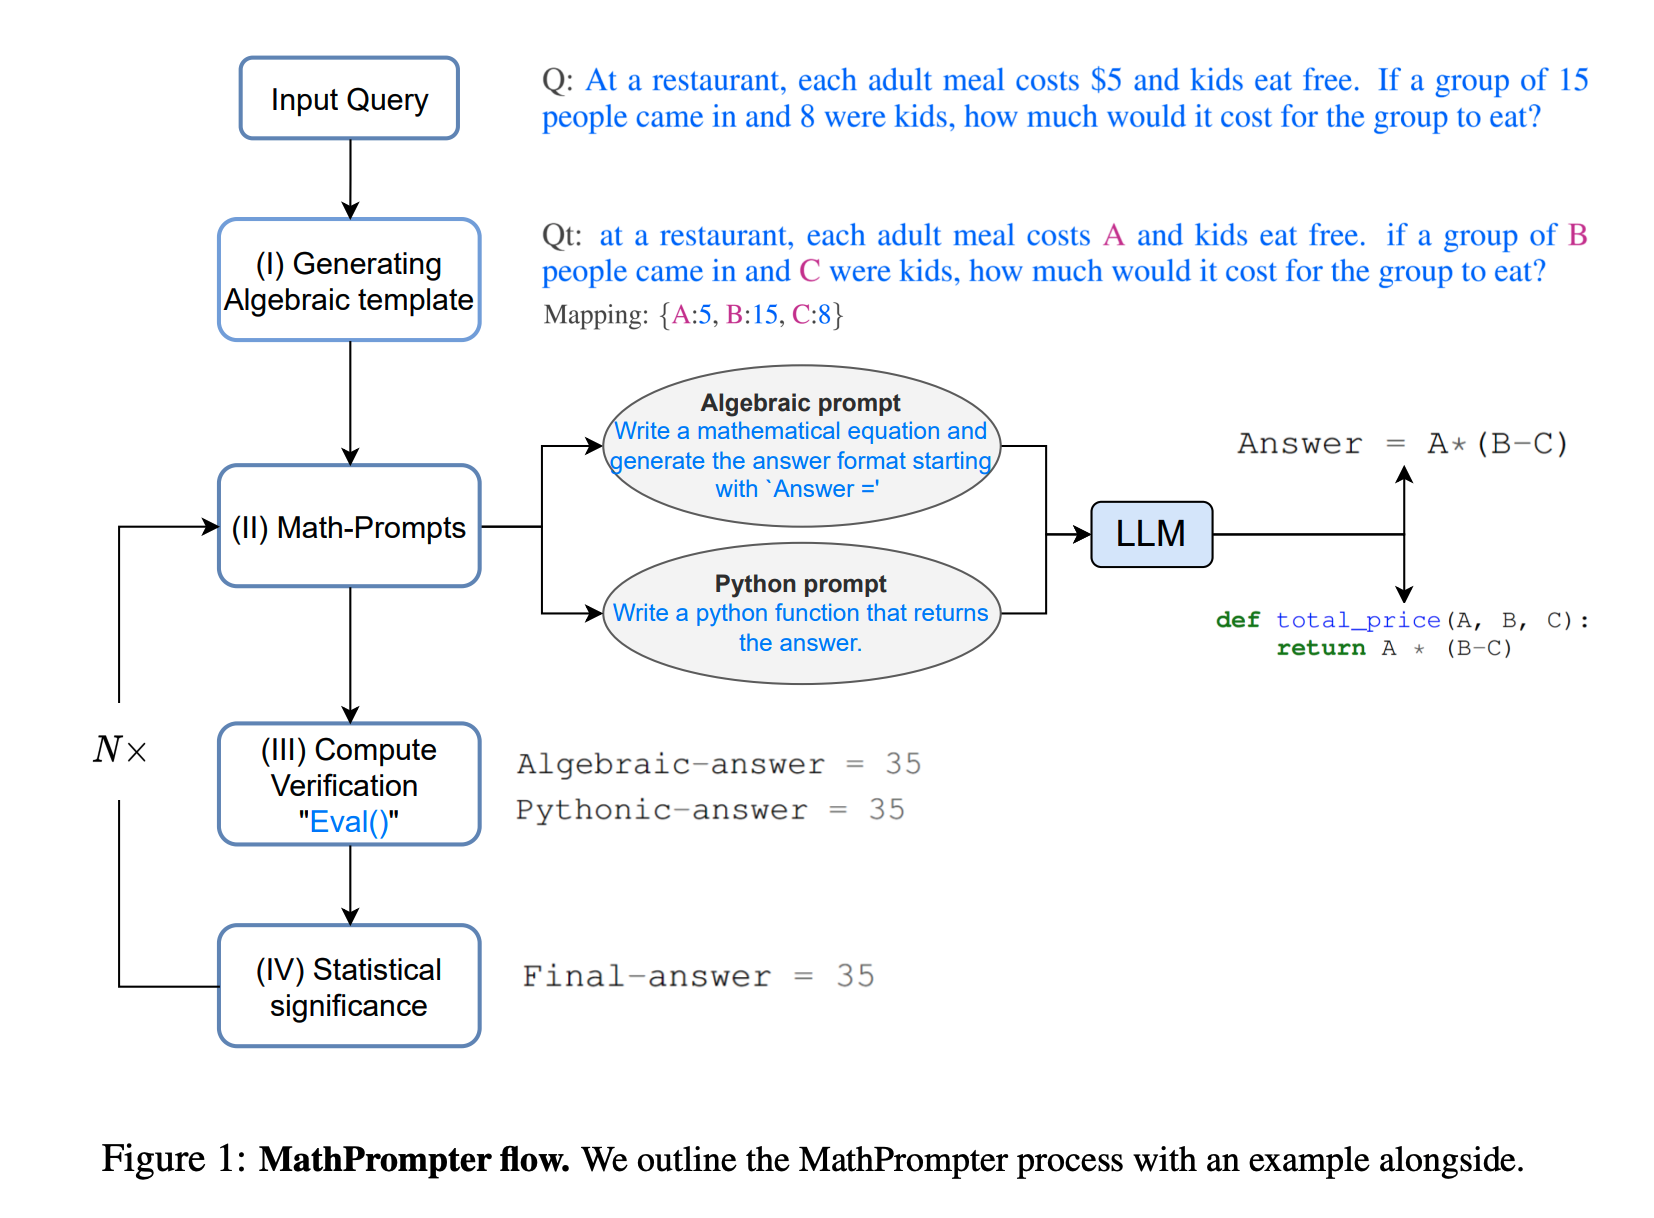 Input Query
Q: At a restaurant, each adult meal costs $5 and kids eat free. If a group of 15
people came in and 8 were kids, how much would it cost for the group to eat?
(I) Generating
Algebraic template
Qt: at a restaurant, each adult meal costs A and kids eat free. if a group of B
people came in and C were kids, how much would it cost for the group to eat?
Mapping: {A:5, B:15, C:8}
(II) Math-Prompts
Algebraic prompt
Write a mathematical equation and
generate the answer format starting
with `Answer ='
Python prompt
Write a python function that returns
the answer.
LLM
Answer = A*(B-C)
def total_price(A, B, C):
return A * (B-C)
N×
(III) Compute
Verification
"Eval()"
Algebraic-answer = 35
Pythonic-answer = 35
(IV) Statistical
significance
Final-answer = 35
Figure 1: MathPrompter flow. We outline the MathPrompter process with an example alongside.